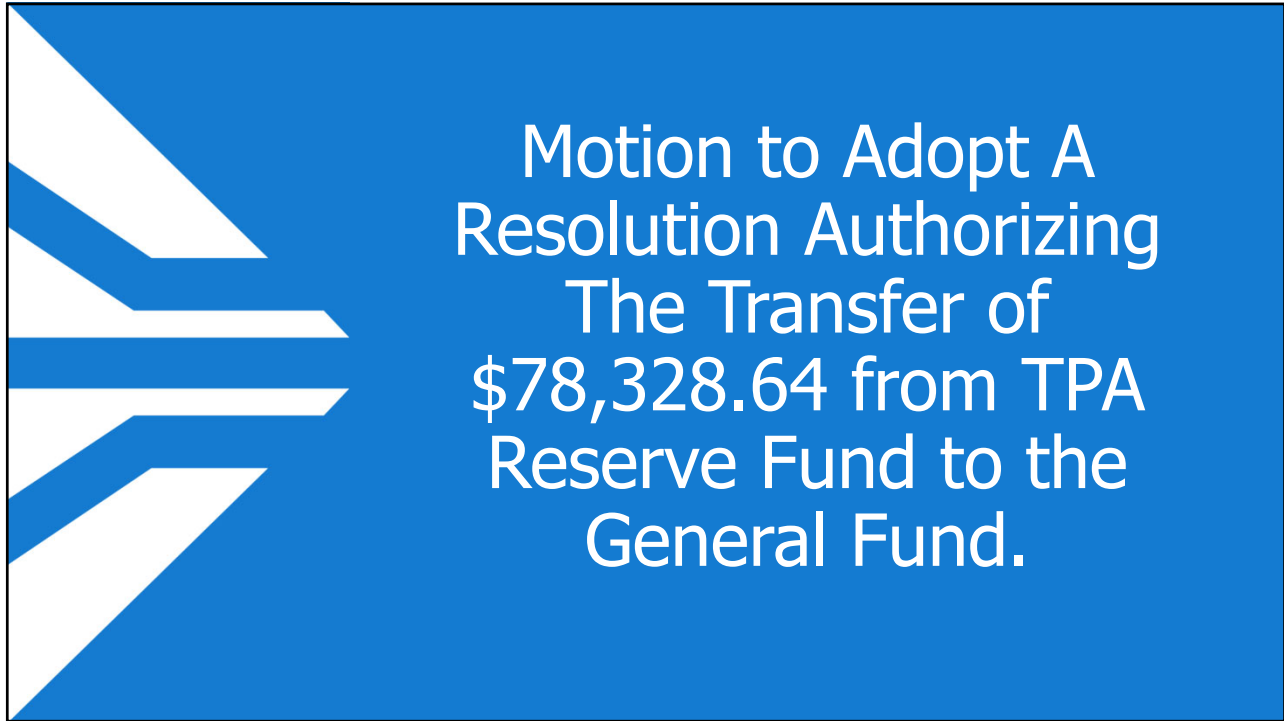 Motion to Adopt A
Resolution Authorizing
The Transfer of
$78,328.64 from TPA
Reserve Fund to the
General Fund.